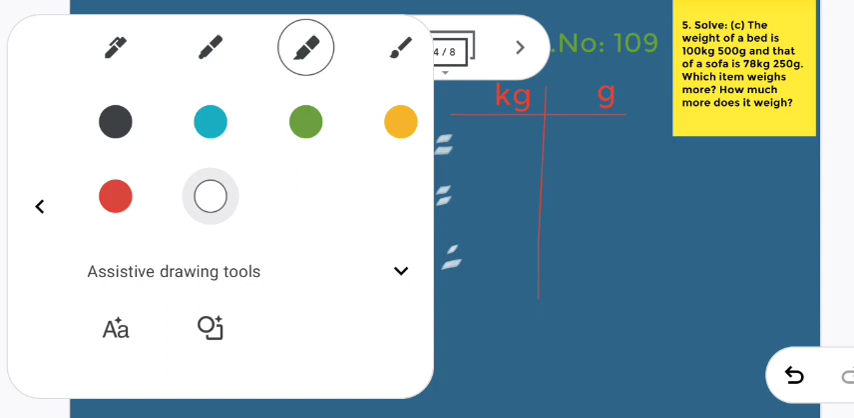 4 / 8
.No: 109
5. Solve: (c) The
weight of a bed is
100kg 500g and that
of a sofa is 78kg 250g.
Which item weighs
more? How much
more does it weigh?
kg g
=
=
=
Assistive drawing tools
Aa